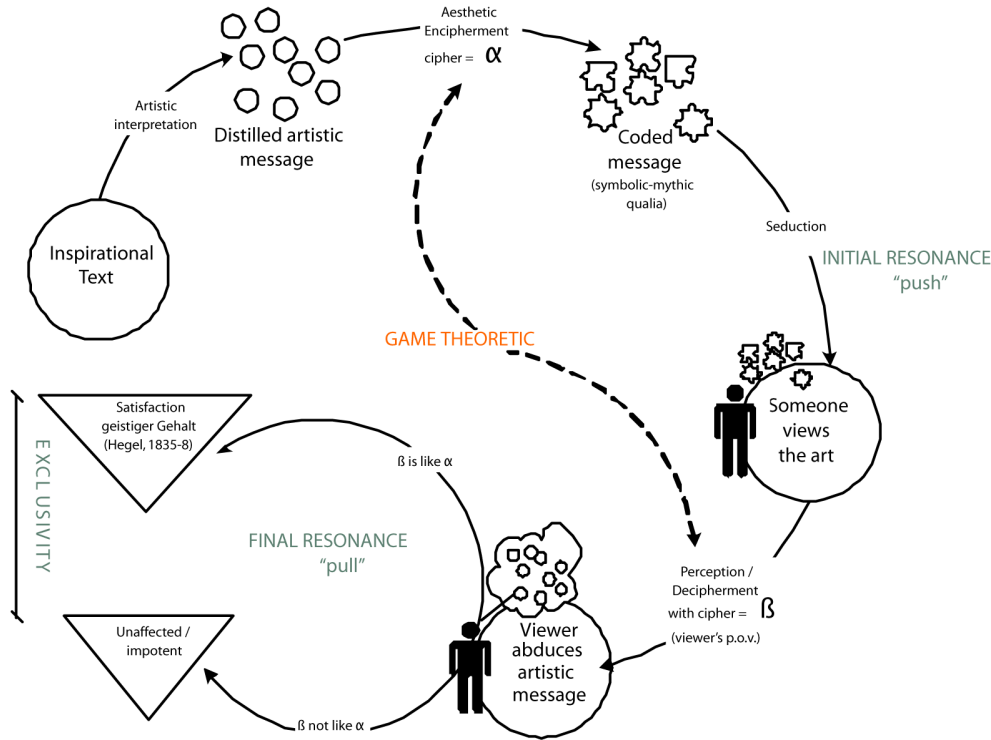 Inspirational
Text
Artistic
interpretation
Distilled artistic
message
Aesthetic
Encipherment
cipher = α
Coded
message
(symbolic-mythic
qualia)
Seduction
INITIAL RESONANCE
“push”
GAME THEORETIC
Someone
views
the art
Perception /
Decipherment
with cipher = ß
(viewer's p.o.v.)
Viewer
abduces
artistic
message
FINAL RESONANCE
“pull”
ß is like α
Satisfaction
geistiger Gehalt
(Hegel, 1835-8)
EXCLUSIVITY
ß not like α
Unaffected /
impotent